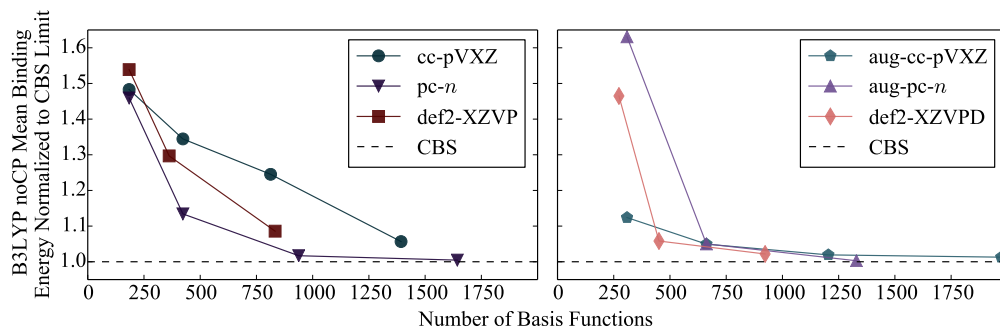 B3LYP noCP Mean Binding
Energy Normalized to CBS Limit
1.6
1.5
1.4
1.3
1.2
1.1
1.0
cc-pVXZ
pc-n
def2-XZVP
CBS
0 250 500 750 1000 1250 1500 1750
aug-cc-pVXZ
aug-pc-n
def2-XZVPD
CBS
0 250 500 750 1000 1250 1500 1750
Number of Basis Functions